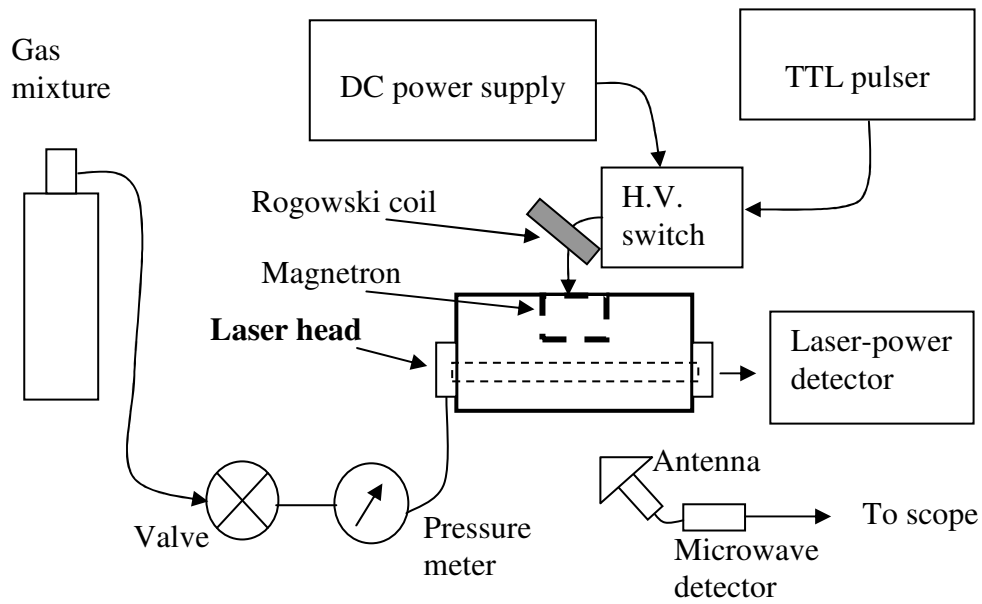 Gas
mixture
DC power supply
TTL pulser
Rogowski coil
H.V.
switch
Magnetron
Laser head
Laser-power
detector
Antenna
To scope
Valve
Pressure
meter
Microwave
detector